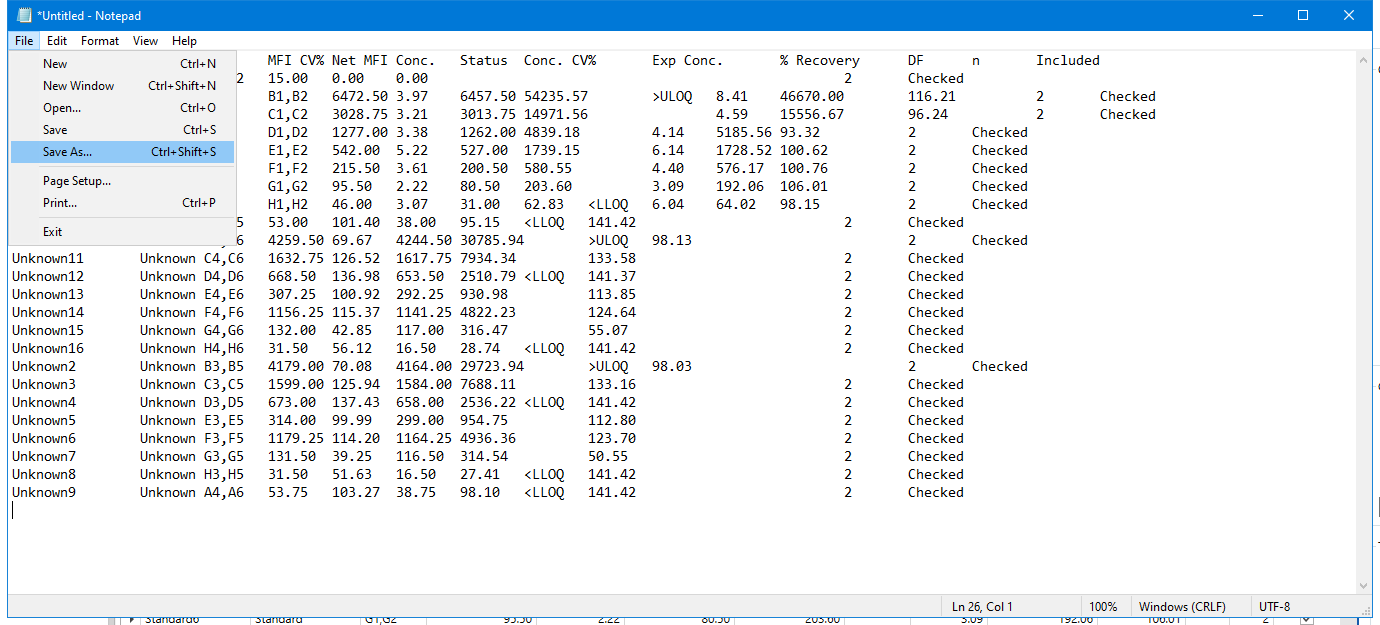 *Untitled - Notepad
File Edit Format View Help
New Ctrl+N
New Window Ctrl+Shift+N
Open... Ctrl+O
Save Ctrl+S
Save As... Ctrl+Shift+S
Page Setup...
Print... Ctrl+P
Exit
MFI CV% Net MFI Conc. Status Conc. CV% Exp Conc. % Recovery DF n Included
2 15.00 0.00 0.00 2 Checked
B1,B2 6472.50 3.97 6457.50 54235.57 >ULOQ 8.41 46670.00 116.21 2 Checked
C1,C2 3028.75 3.21 3013.75 14971.56 4.59 15556.67 96.24 2 Checked
D1,D2 1277.00 3.38 1262.00 4839.18 4.14 5185.56 93.32 2 Checked
E1,E2 542.00 5.22 527.00 1739.15 6.14 1728.52 100.62 2 Checked
F1,F2 215.50 3.61 200.50 580.55 4.40 576.17 100.76 2 Checked
G1,G2 95.50 2.22 80.50 203.60 3.09 192.06 106.01 2 Checked
H1,H2 46.00 3.07 31.00 62.83 <LLOQ 6.04 64.02 98.15 2 Checked
5 53.00 101.40 38.00 95.15 <LLOQ 141.42 2 Checked
,6 4259.50 69.67 4244.50 30785.94 >ULOQ 98.13 2 Checked
Unknown11 Unknown C4,C6 1632.75 126.52 1617.75 7934.34 133.58 2 Checked
Unknown12 Unknown D4,D6 668.50 136.98 653.50 2510.79 <LLOQ 141.37 2 Checked
Unknown13 Unknown E4,E6 307.25 100.92 292.25 930.98 113.85 2 Checked
Unknown14 Unknown F4,F6 1156.25 115.37 1141.25 4822.23 124.64 2 Checked
Unknown15 Unknown G4,G6 132.00 42.85 117.00 316.47 55.07 2 Checked
Unknown16 Unknown H4,H6 31.50 56.12 16.50 28.74 <LLOQ 141.42 2 Checked
Unknown2 Unknown B3,B5 4179.00 70.08 4164.00 29723.94 >ULOQ 98.03 2 Checked
Unknown3 Unknown C3,C5 1599.00 125.94 1584.00 7688.11 133.16 2 Checked
Unknown4 Unknown D3,D5 673.00 137.43 658.00 2536.22 <LLOQ 141.42 2 Checked
Unknown5 Unknown E3,E5 314.00 99.99 299.00 954.75 112.80 2 Checked
Unknown6 Unknown F3,F5 1179.25 114.20 1164.25 4936.36 123.70 2 Checked
Unknown7 Unknown G3,G5 131.50 39.25 116.50 314.54 50.55 2 Checked
Unknown8 Unknown H3,H5 31.50 51.63 16.50 27.41 <LLOQ 141.42 2 Checked
Unknown9 Unknown A4,A6 53.75 103.27 38.75 98.10 <LLOQ 141.42 2 Checked
Ln 26, Col 1 100% Windows (CRLF) UTF-8
Standard6 Standard G1,G2 95.50 2.22 80.50 203.60 3.09 192.06 106.01 2